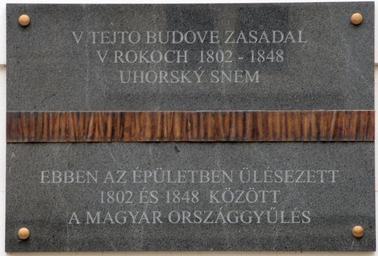 V TEJTO BUDOVE ZASADAL
V ROKOCH 1802 - 1848
UHORSKÝ SNEM
EBBEN AZ ÉPÜLETBEN ÜLÉSEZETT
1802 ÉS 1848 KÖZÖTT
A MAGYAR ORSZÁGGYŰLÉS